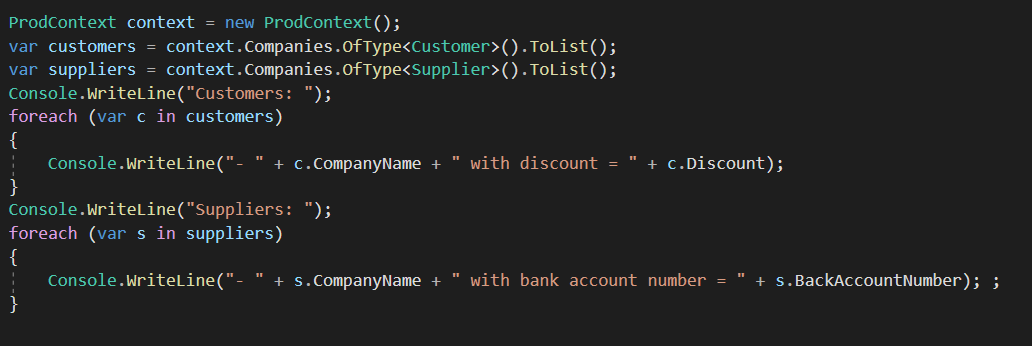 ProdContext context = new ProdContext();
var customers = context.Companies.OfType<Customer>().ToList();
var suppliers = context.Companies.OfType<Supplier>().ToList();
Console.WriteLine("Customers: ");
foreach (var c in customers)
{
    Console.WriteLine("- " + c.CompanyName + " with discount = " + c.Discount);
}
Console.WriteLine("Suppliers: ");
foreach (var s in suppliers)
{
    Console.WriteLine("- " + s.CompanyName + " with bank account number = " + s.BackAccountNumber); ;
}